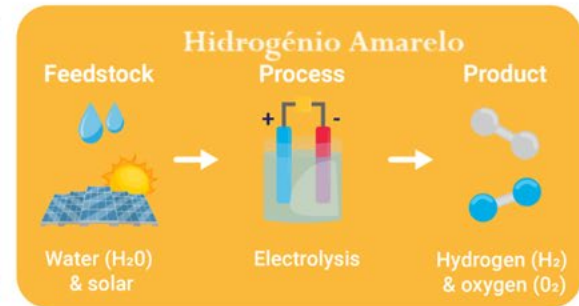 Hidrogénio Amarelo
Feedstock
Process
Product
+
-
Water (H₂0)
& solar
Electrolysis
Hydrogen (H₂)
& oxygen (0₂)